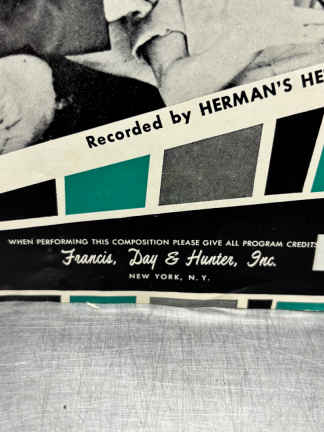 Recorded by HERMAN'S HE
WHEN PERFORMING THIS COMPOSITION PLEASE GIVE ALL PROGRAM CREDITS
Francis, Day & Hunter, Inc.
NEW YORK, N. Y.